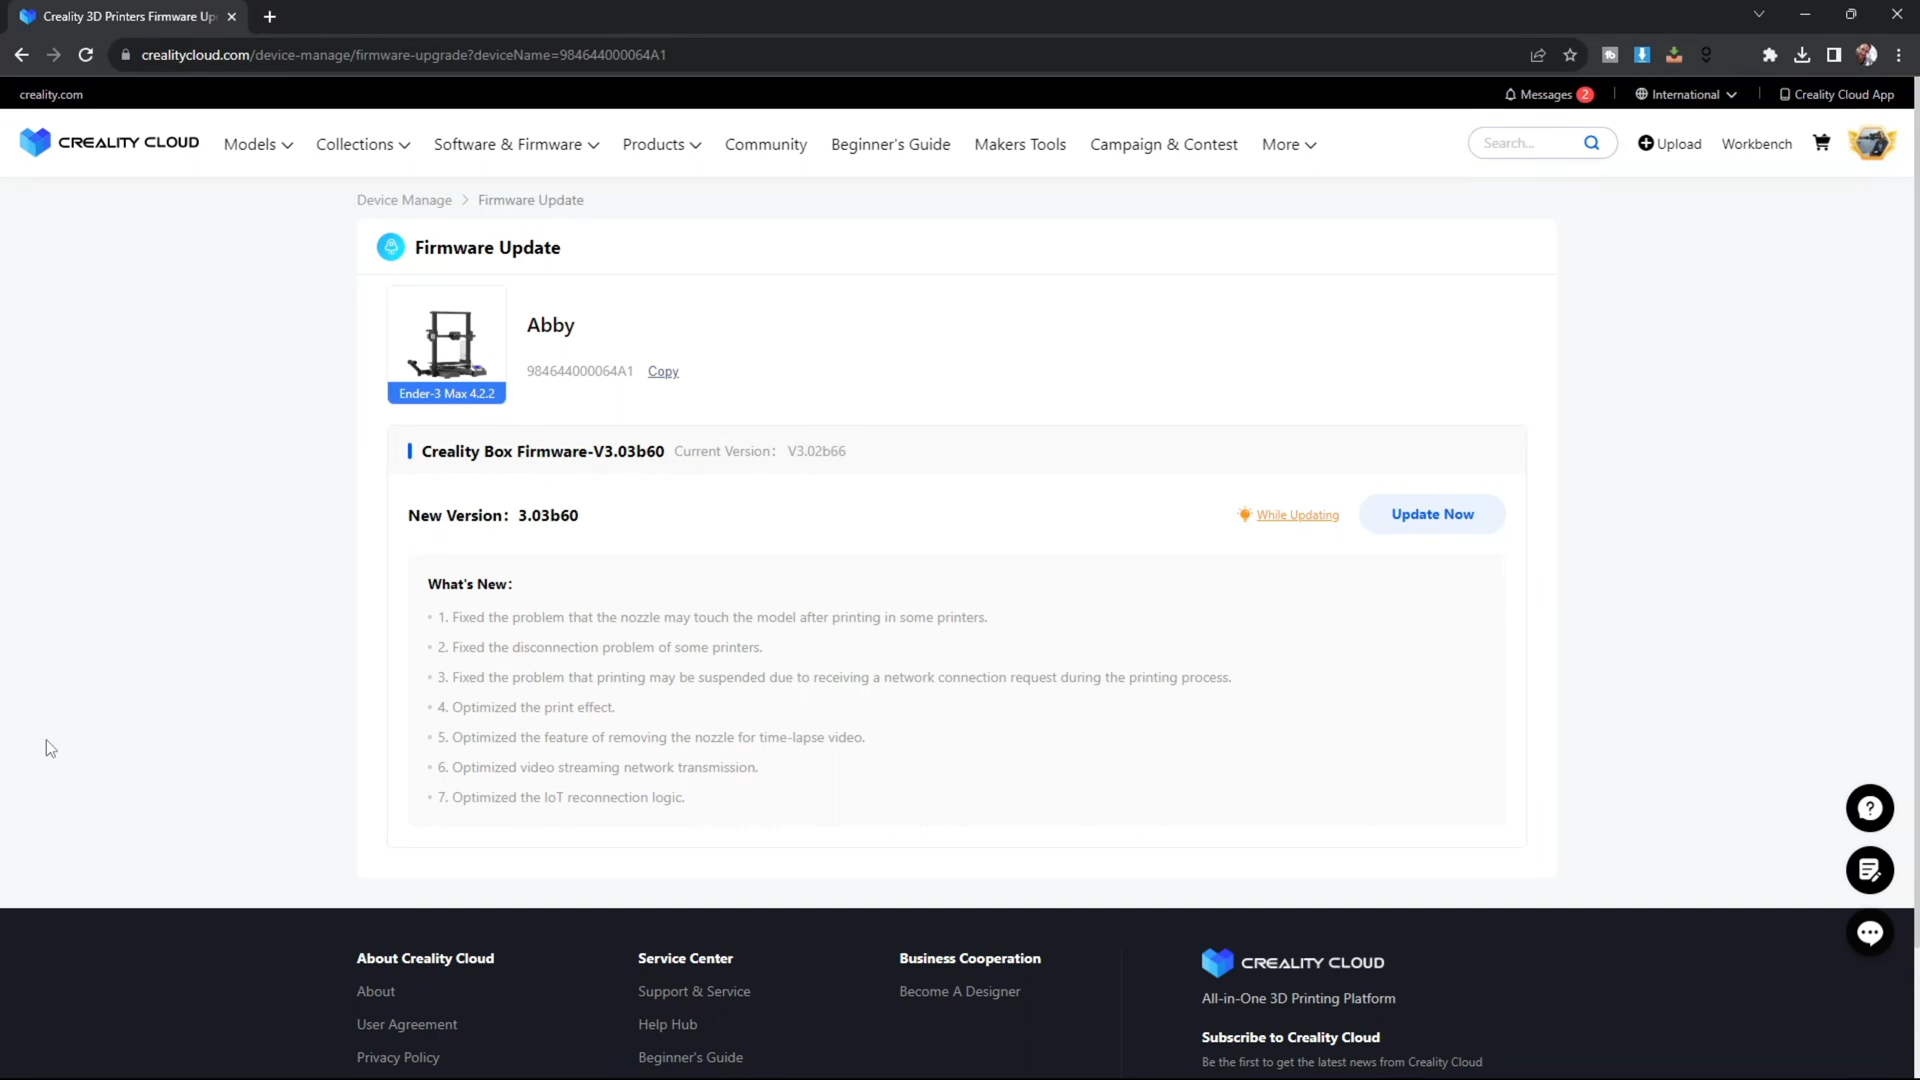 Creality 3D Printers Firmware Up
crealitycloud.com/device-manage/firmware-upgrade?deviceName=984644000064A1
creality.com
Messages 2
International
Creality Cloud App
CREALITY CLOUD
Models
Collections
Software & Firmware
Products
Community
Beginner's Guide
Makers Tools
Campaign & Contest
More
Search...
Upload
Workbench
Device Manage > Firmware Update
Firmware Update
Abby
984644000064A1 Copy
Ender-3 Max 4.2.2
Creality Box Firmware-V3.03b60 Current Version: V3.02b66
New Version: 3.03b60
While Updating
Update Now
What's New:
• 1. Fixed the problem that the nozzle may touch the model after printing in some printers.
• 2. Fixed the disconnection problem of some printers.
• 3. Fixed the problem that printing may be suspended due to receiving a network connection request during the printing process.
• 4. Optimized the print effect.
• 5. Optimized the feature of removing the nozzle for time-lapse video.
• 6. Optimized video streaming network transmission.
• 7. Optimized the IoT reconnection logic.
About Creality Cloud
About
User Agreement
Privacy Policy
Service Center
Support & Service
Help Hub
Beginner's Guide
Business Cooperation
Become A Designer
CREALITY CLOUD
All-in-One 3D Printing Platform
Subscribe to Creality Cloud
Be the first to get the latest news from Creality Cloud